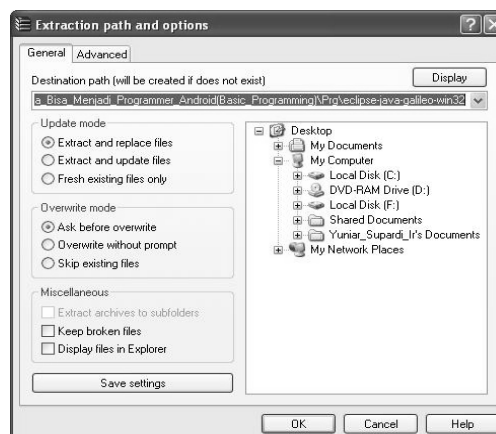 Extraction path and options
General Advanced
Destination path (will be created if does not exist)
Display
a_Bisa_Menjadi_Programmer_Android(Basic_Programming)\Prg\eclipse-java-galileo-win32
Update mode
Extract and replace files
Extract and update files
Fresh existing files only
Overwrite mode
Ask before overwrite
Overwrite without prompt
Skip existing files
Miscellaneous
Extract archives to subfolders
Keep broken files
Display files in Explorer
Save settings
Desktop
My Documents
My Computer
Local Disk (C:)
DVD-RAM Drive (D:)
Local Disk (F:)
Shared Documents
Yuniar_Supardi_Ir's Documents
My Network Places
OK Cancel Help